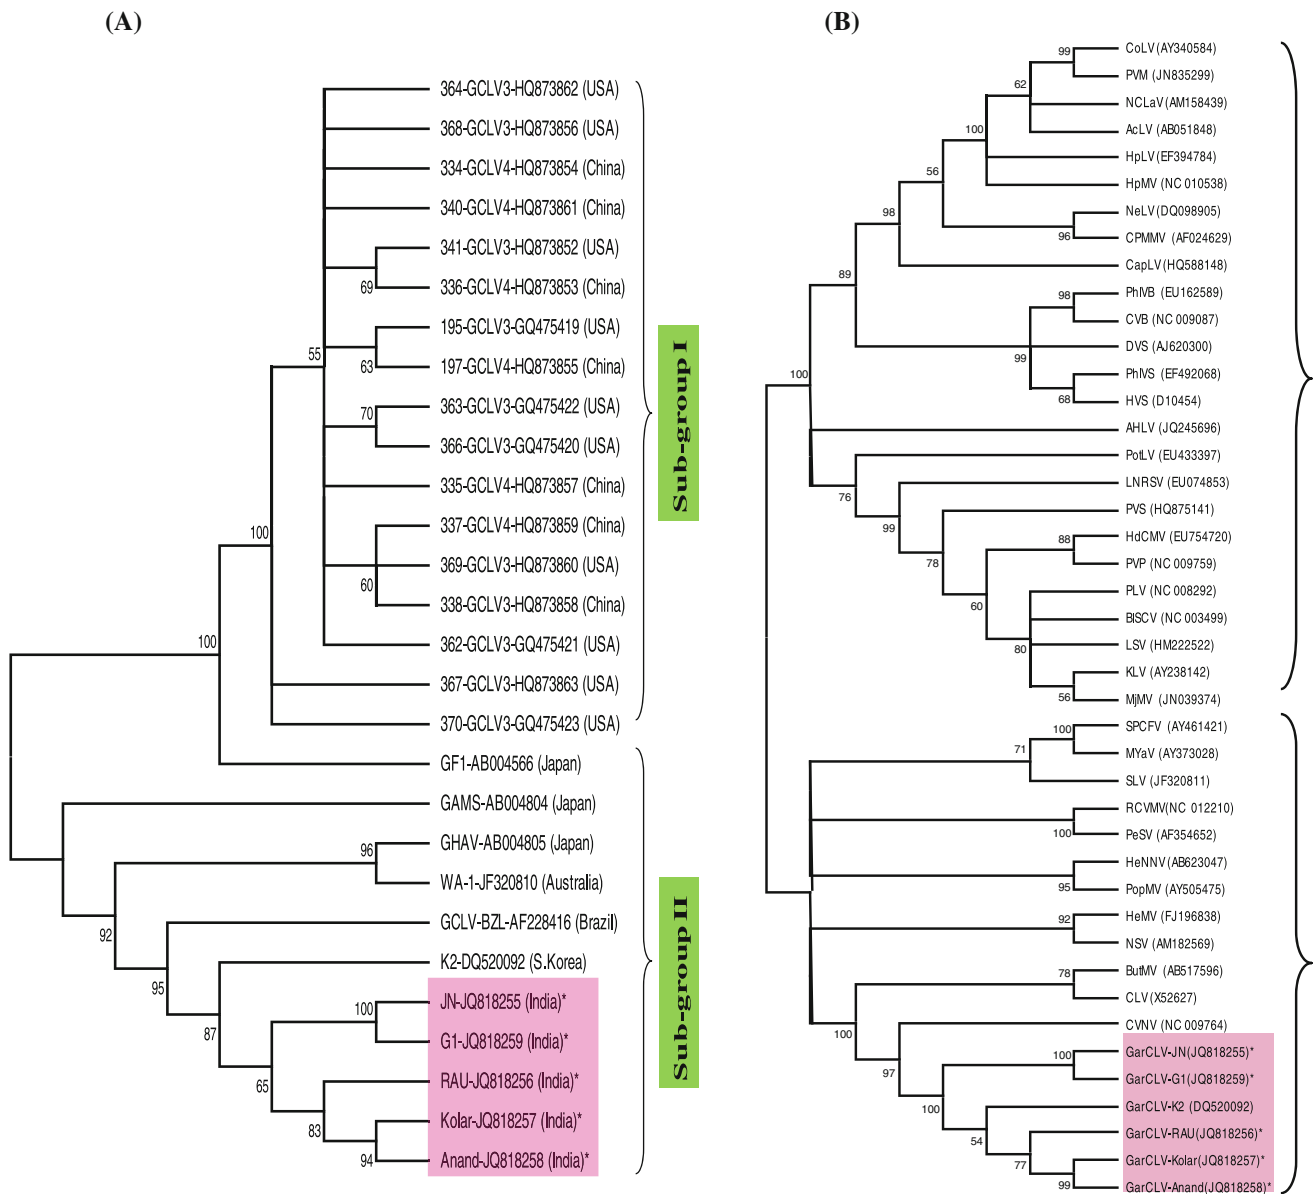 (A)
364-GCLV3-HQ873862 (USA)
368-GCLV3-HQ873856 (USA)
334-GCLV4-HQ873854 (China)
340-GCLV4-HQ873861 (China)
341-GCLV3-HQ873852 (USA)
336-GCLV4-HQ873853 (China)
69
195-GCLV3-GQ475419 (USA)
197-GCLV4-HQ873855 (China)
63
55
363-GCLV3-GQ475422 (USA)
70
366-GCLV3-GQ475420 (USA)
335-GCLV4-HQ873857 (China)
337-GCLV4-HQ873859 (China)
369-GCLV3-HQ873860 (USA)
60
338-GCLV3-HQ873858 (China)
362-GCLV3-GQ475421 (USA)
367-GCLV3-HQ873863 (USA)
370-GCLV3-GQ475423 (USA)
100
100
Sub-group I
GF1-AB004566 (Japan)
GAMS-AB004804 (Japan)
GHAV-AB004805 (Japan)
96
WA-1-JF320810 (Australia)
92
GCLV-BZL-AF228416 (Brazil)
95
K2-DQ520092 (S.Korea)
87
JN-JQ818255 (India)*
100
G1-JQ818259 (India)*
65
RAU-JQ818256 (India)*
83
Kolar-JQ818257 (India)*
94
Anand-JQ818258 (India)*
Sub-group II
(B)
99
CoLV (AY340584)
PVM (JN835299)
62
NCLaV (AM158439)
AcLV (AB051848)
100
HpLV (EF394784)
HpMV (NC 010538)
56
NeLV (DQ098905)
96
CPMMV (AF024629)
98
CapLV (HQ588148)
89
98
PhlVB (EU162589)
CVB (NC 009087)
DVS (AJ620300)
99
PhlVS (EF492068)
68
HVS (D10454)
100
AHLV (JQ245696)
PotLV (EU433397)
76
LNRSV (EU074853)
99
PVS (HQ875141)
78
88
HdCMV (EU754720)
PVP (NC 009759)
60
PLV (NC 008292)
BlSCV (NC 003499)
LSV (HM222522)
80
KLV (AY238142)
56
MjMV (JN039374)
100
SPCFV (AY461421)
71
MYaV (AY373028)
SLV (JF320811)
RCVMV(NC 012210)
100
PeSV (AF354652)
HeNNV (AB623047)
95
PopMV (AY505475)
92
HeMV (FJ196838)
NSV (AM182569)
78
ButMV (AB517596)
CLV (X52627)
100
CVNV (NC 009764)
97
100
GarCLV-JN(JQ818255)*
GarCLV-G1(JQ818259)*
100
GarCLV-K2 (DQ520092)
54
GarCLV-RAU(JQ818256)*
77
GarCLV-Kolar(JQ818257)*
99
GarCLV-Anand(JQ818258)*